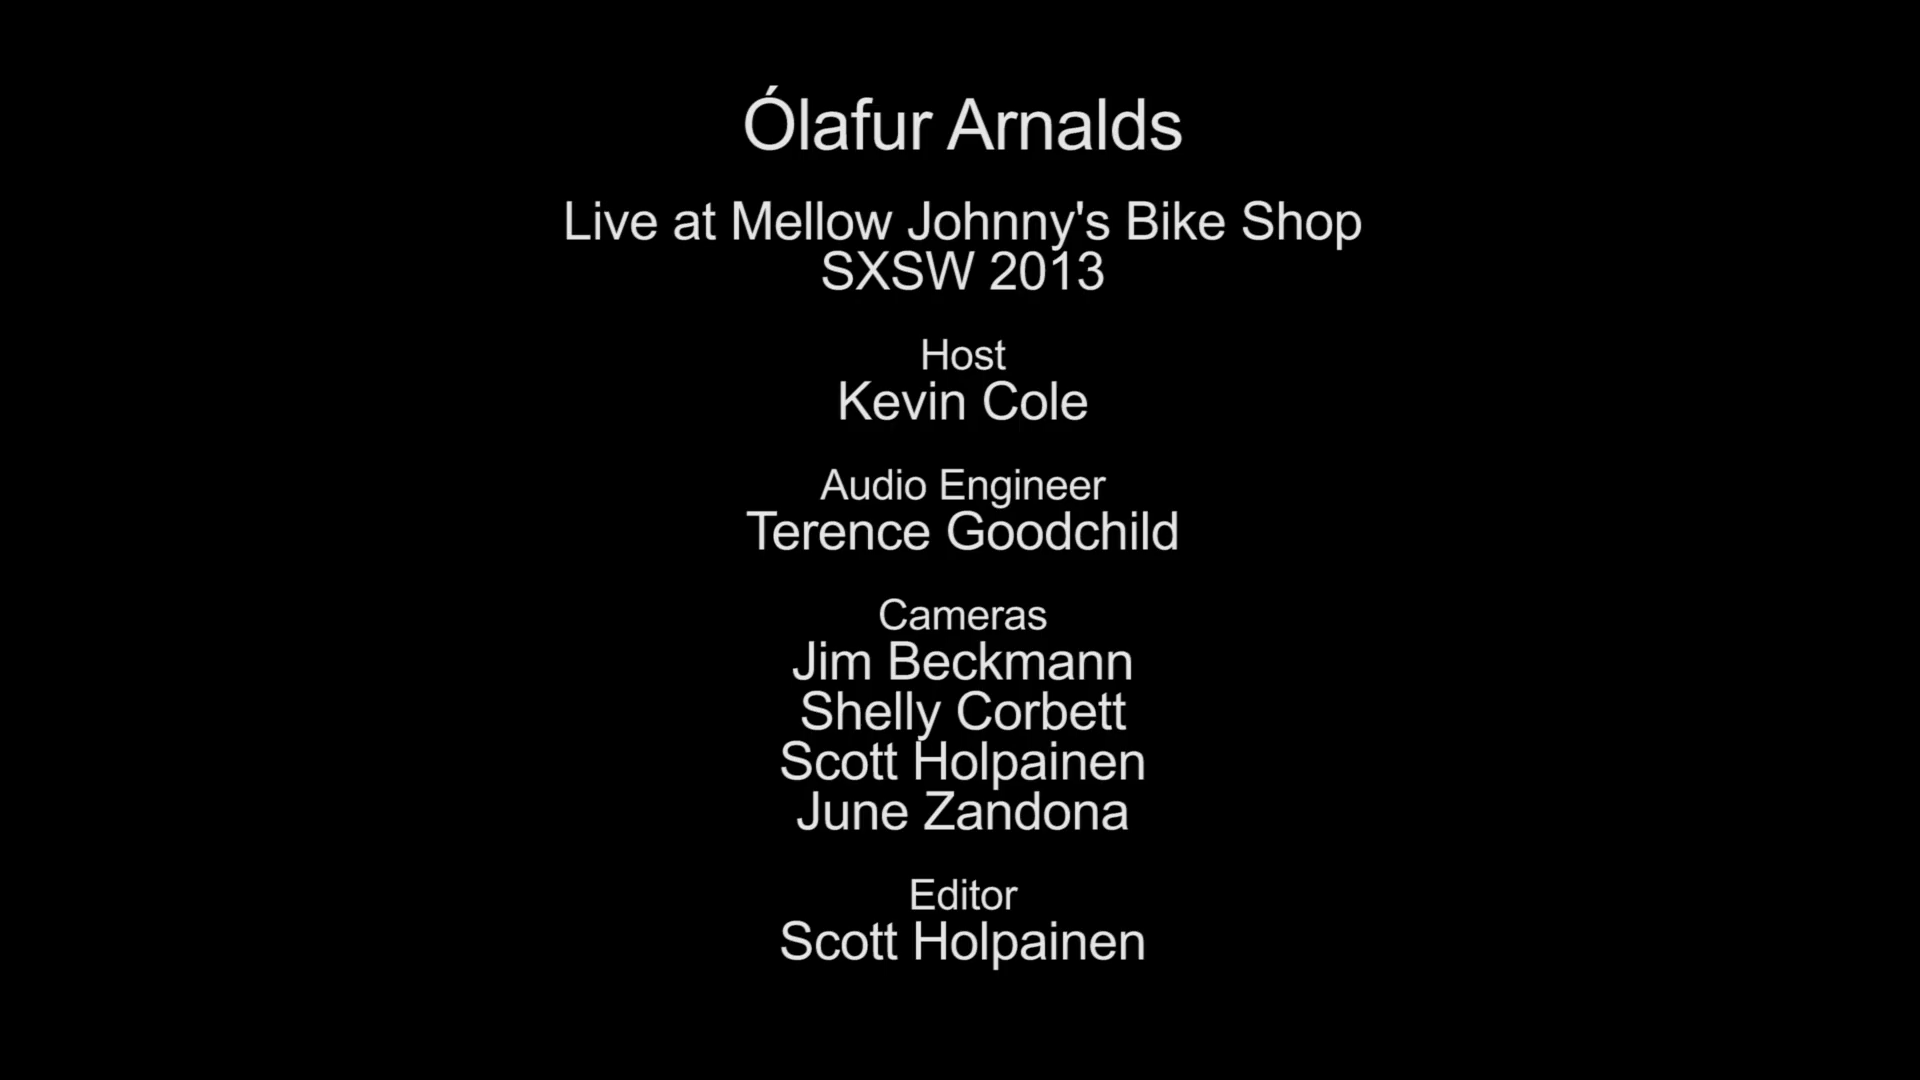 Ólafur Arnalds
Live at Mellow Johnny's Bike Shop
SXSW 2013
Host
Kevin Cole
Audio Engineer
Terence Goodchild
Cameras
Jim Beckmann
Shelly Corbett
Scott Holpainen
June Zandona
Editor
Scott Holpainen